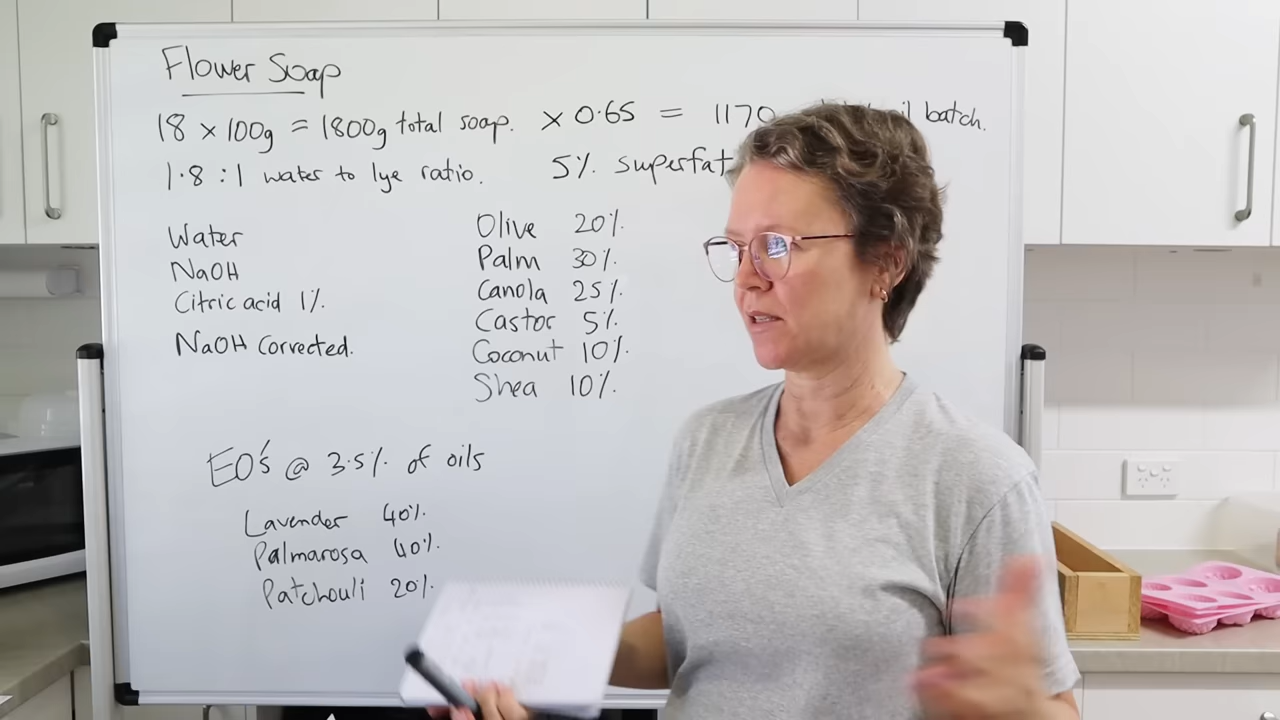 Flower Soap
18 x 100g = 1800g total soap. x 0.65 = 1170 batch.
1.8 : 1 water to lye ratio. 5% superfat
Water
NaOH
Citric acid 1%.
NaOH Corrected.
Olive 20%.
Palm 30%.
Canola 25%.
Castor 5%.
Coconut 10%.
Shea 10%.
EO's @ 3.5% of oils
Lavender 40%.
Palmarosa 40%.
Patchouli 20%.